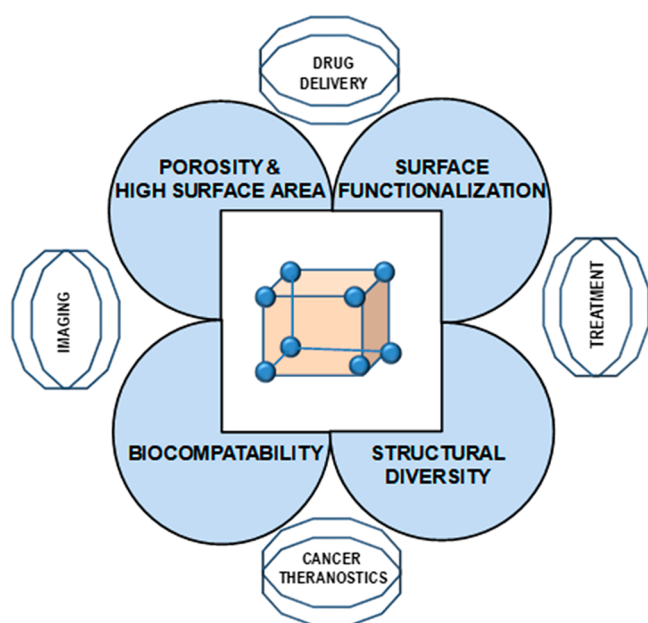 DRUG
DELIVERY
POROSITY &
HIGH SURFACE AREA
SURFACE
FUNCTIONALIZATION
IMAGING
TREATMENT
BIOCOMPATABILITY
STRUCTURAL
DIVERSITY
CANCER
THERANOSTICS